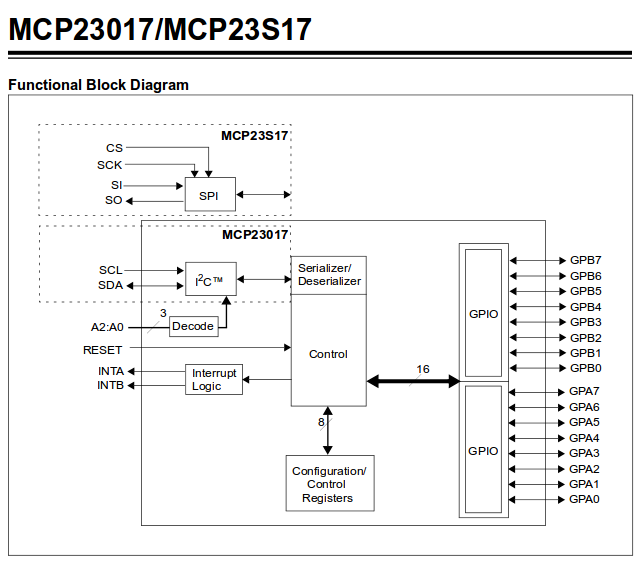 MCP23017/MCP23S17
Functional Block Diagram
MCP23S17
CS
SCK
SI
SO
SPI
MCP23017
SCL
SDA
I²C™
Serializer/
Deserializer
A2:A0
3
Decode
RESET
Control
INTA
INTB
Interrupt
Logic
16
8
Configuration/
Control
Registers
GPIO
GPB7
GPB6
GPB5
GPB4
GPB3
GPB2
GPB1
GPB0
GPIO
GPA7
GPA6
GPA5
GPA4
GPA3
GPA2
GPA1
GPA0